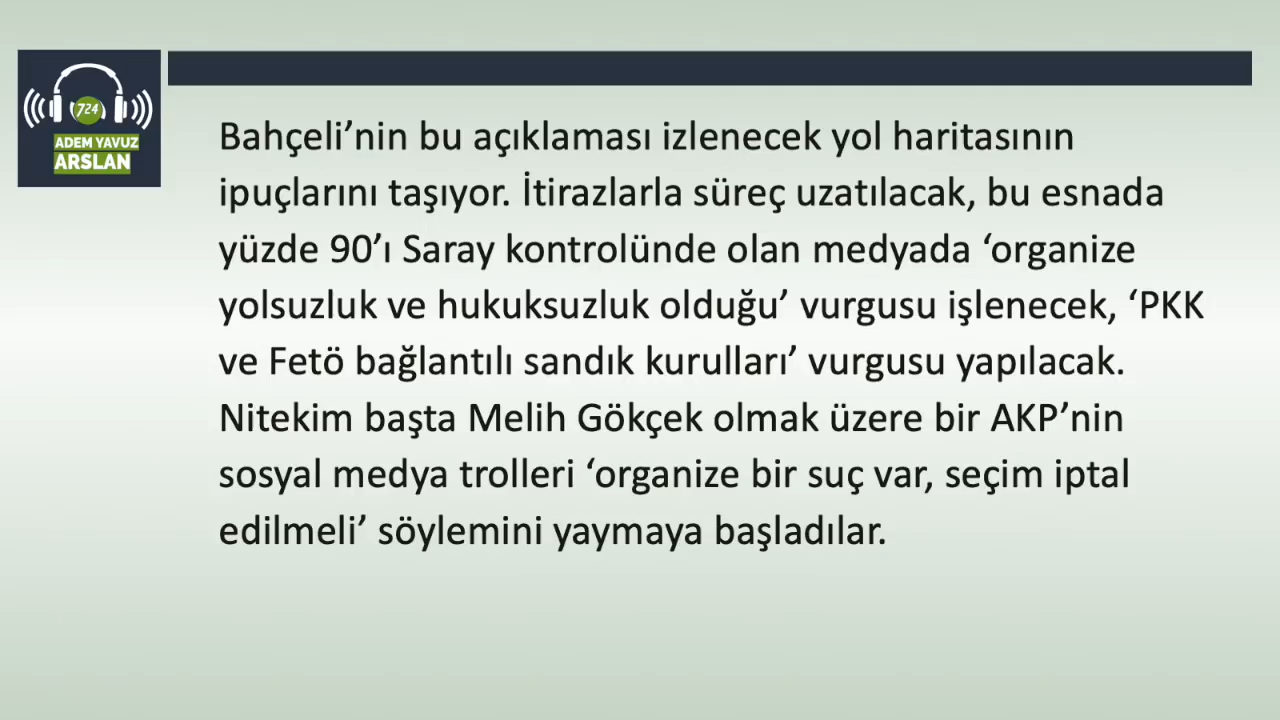 724
ADEM YAVUZ
ARSLAN
Bahçeli’nin bu açıklaması izlenecek yol haritasının
ipuçlarını taşıyor. İtirazlarla süreç uzatılacak, bu esnada
yüzde 90’ı Saray kontrolünde olan medyada ‘organize
yolsuzluk ve hukuksuzluk olduğu’ vurgusu işlenecek, ‘PKK
ve Fetö bağlantılı sandık kurulları’ vurgusu yapılacak.
Nitekim başta Melih Gökçek olmak üzere bir AKP’nin
sosyal medya trolleri ‘organize bir suç var, seçim iptal
edilmeli’ söylemini yaymaya başladılar.